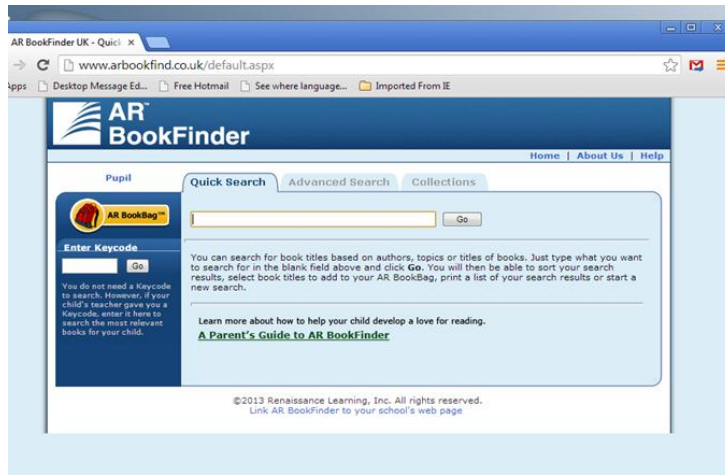 AR BookFinder UK - Quick
www.arbookfind.co.uk/default.aspx
Apps Desktop Message Ed... Free Hotmail See where language... Imported From IE
AR™
BookFinder
Home | About Us | Help
Pupil
Quick Search Advanced Search Collections
AR BookBag™
Go
Enter Keycode
Go
You do not need a Keycode
to search. However, if your
child's teacher gave you a
Keycode, enter it here to
search the most relevant
books for your child.
You can search for book titles based on authors, topics or titles of books. Just type what you want
to search for in the blank field above and click Go. You will then be able to sort your search
results, select book titles to add to your AR BookBag, print a list of your search results or start a
new search.
Learn more about how to help your child develop a love for reading.
A Parent's Guide to AR BookFinder
©2013 Renaissance Learning, Inc. All rights reserved.
Link AR BookFinder to your school's web page